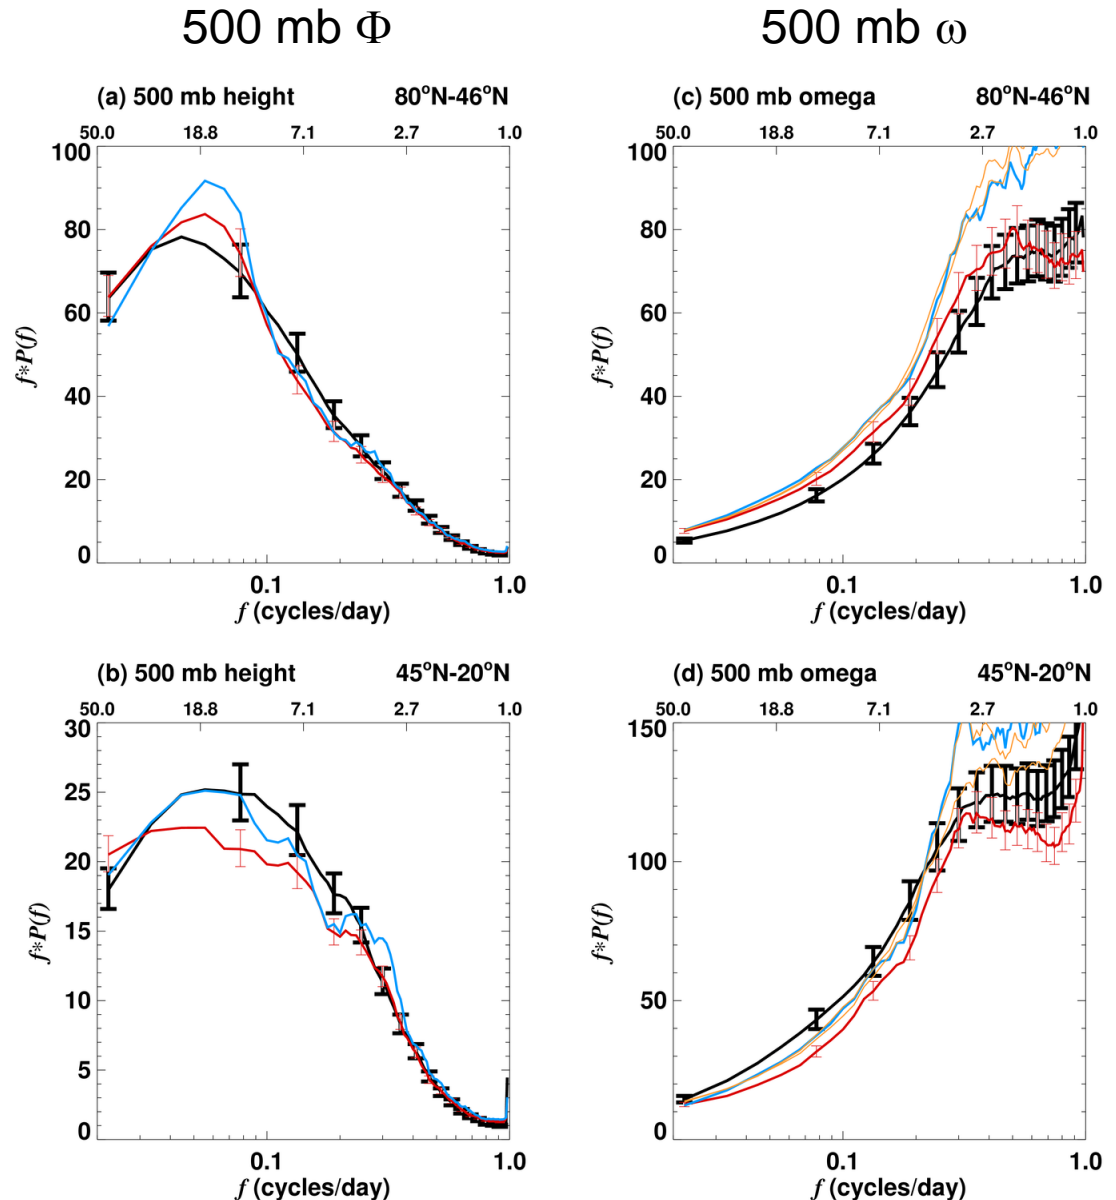 500 mb Φ
500 mb ω
(a) 500 mb height 80°N-46°N
50.0 18.8 7.1 2.7 1.0
100
80
60
40
20
0
f*P(f)
0.1 1.0
f (cycles/day)
(c) 500 mb omega 80°N-46°N
50.0 18.8 7.1 2.7 1.0
100
80
60
40
20
0
f*P(f)
0.1 1.0
f (cycles/day)
(b) 500 mb height 45°N-20°N
50.0 18.8 7.1 2.7 1.0
30
25
20
15
10
5
0
f*P(f)
0.1 1.0
f (cycles/day)
(d) 500 mb omega 45°N-20°N
50.0 18.8 7.1 2.7 1.0
150
100
50
0
f*P(f)
0.1 1.0
f (cycles/day)